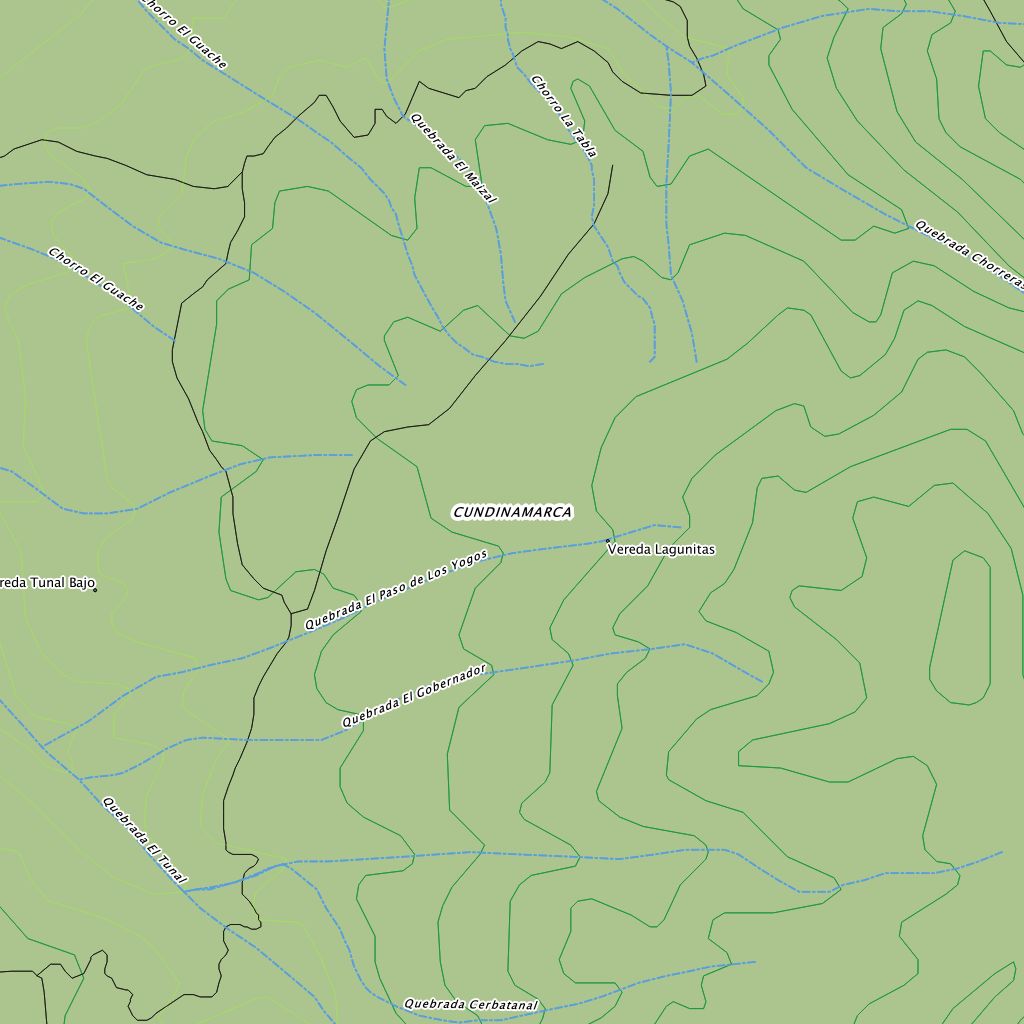 Chorro El Guache
Chorro La Tabla
Quebrada El Maizal
Quebrada Chorreras
Chorro El Guache
CUNDINAMARCA
Vereda Lagunitas
reda Tunal Bajo
Quebrada El Paso de Los Yogos
Quebrada El Gobernador
Quebrada El Tunal
Quebrada Cerbatanal